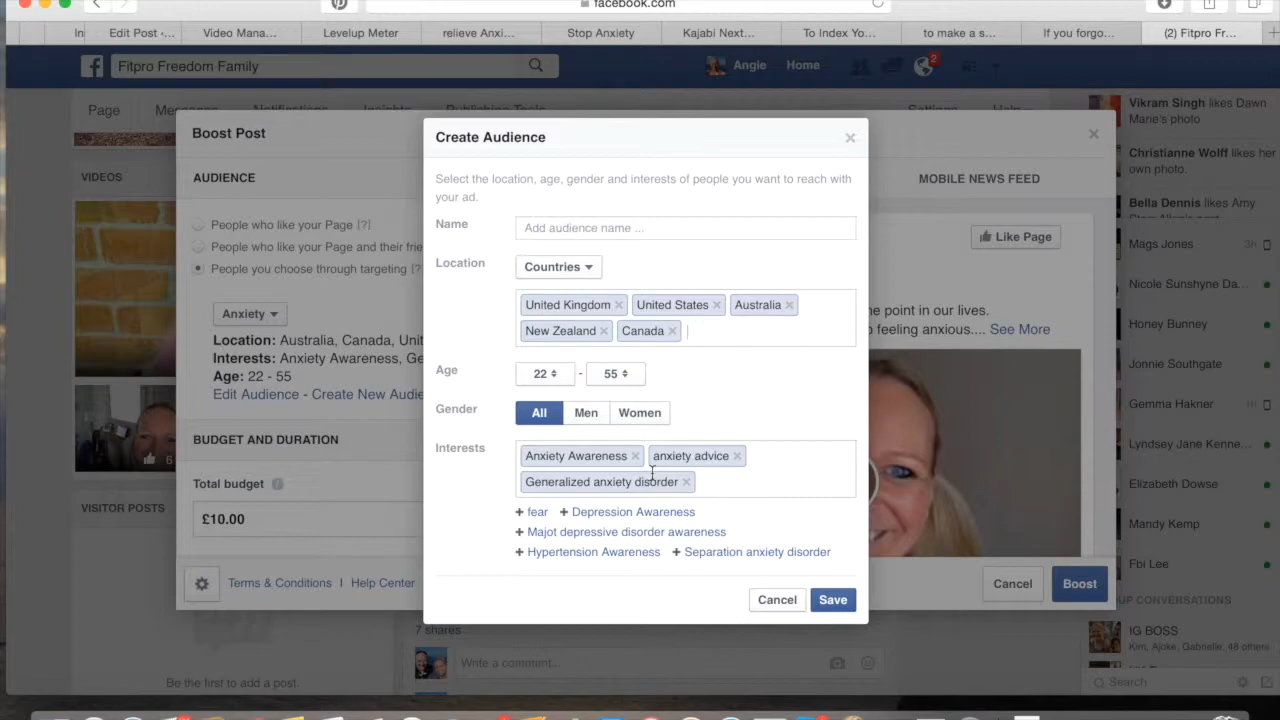 facebook.com
In
Edit Post ‹...
Video Mana...
Levelup Meter
relieve Anxi...
Stop Anxiety
Kajabi Next...
To Index Yo...
to make a s...
If you forgo...
(2) Fitpro Fr...
Fitpro Freedom Family
Angie
Home
2
Page
Insights
Publishing Tools
Settings
Boost Post
AUDIENCE
People who like your Page [?]
People who like your Page and their frie
People you choose through targeting [?
Anxiety
Location: Australia, Canada, Unit
Interests: Anxiety Awareness, Ge
Age: 22 - 55
Edit Audience - Create New Audie
BUDGET AND DURATION
Total budget
£10.00
Terms & Conditions | Help Center
VIDEOS
6
VISITOR POSTS
Be the first to add a post.
Create Audience
Select the location, age, gender and interests of people you want to reach with
your ad.
Name
Add audience name ...
Location
Countries
United Kingdom
United States
Australia
New Zealand
Canada
Age
22 - 55
Gender
All
Men
Women
Interests
Anxiety Awareness
anxiety advice
Generalized anxiety disorder
+ fear + Depression Awareness
+ Majot depressive disorder awareness
+ Hypertension Awareness + Separation anxiety disorder
Cancel
Save
MOBILE NEWS FEED
Like Page
he point in our lives.
o feeling anxious.... See More
Cancel
Boost
7 shares
Write a comment...
Vikram Singh likes Dawn
Marie's photo
Christianne Wolff likes her
own photo.
Bella Dennis likes Amy
Mags Jones
3h
Nicole Sunshyne Da...
Honey Bunney
Jonnie Southgate
Gemma Hakner
Lyndsey Jane Kenne...
Elizabeth Dowse
Mandy Kemp
Fbi Lee
UP CONVERSATIONS
IG BOSS
Kim, Ajoke, Gabrielle, 48 others
Search